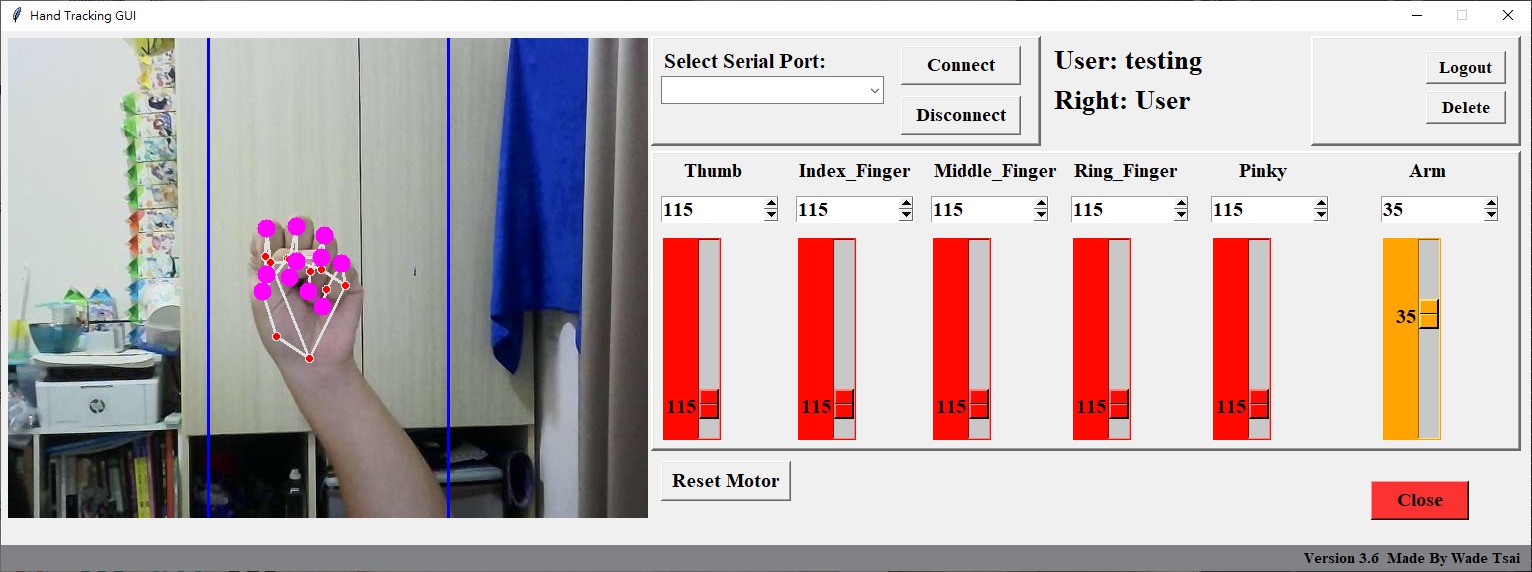 Hand Tracking GUI
Select Serial Port:
Connect
Disconnect
User: testing
Right: User
Logout
Delete
Thumb Index_Finger Middle_Finger Ring_Finger Pinky Arm
115 115 115 115 115 35
35
115 115 115 115 115
Reset Motor
Close
Version 3.6 Made By Wade Tsai